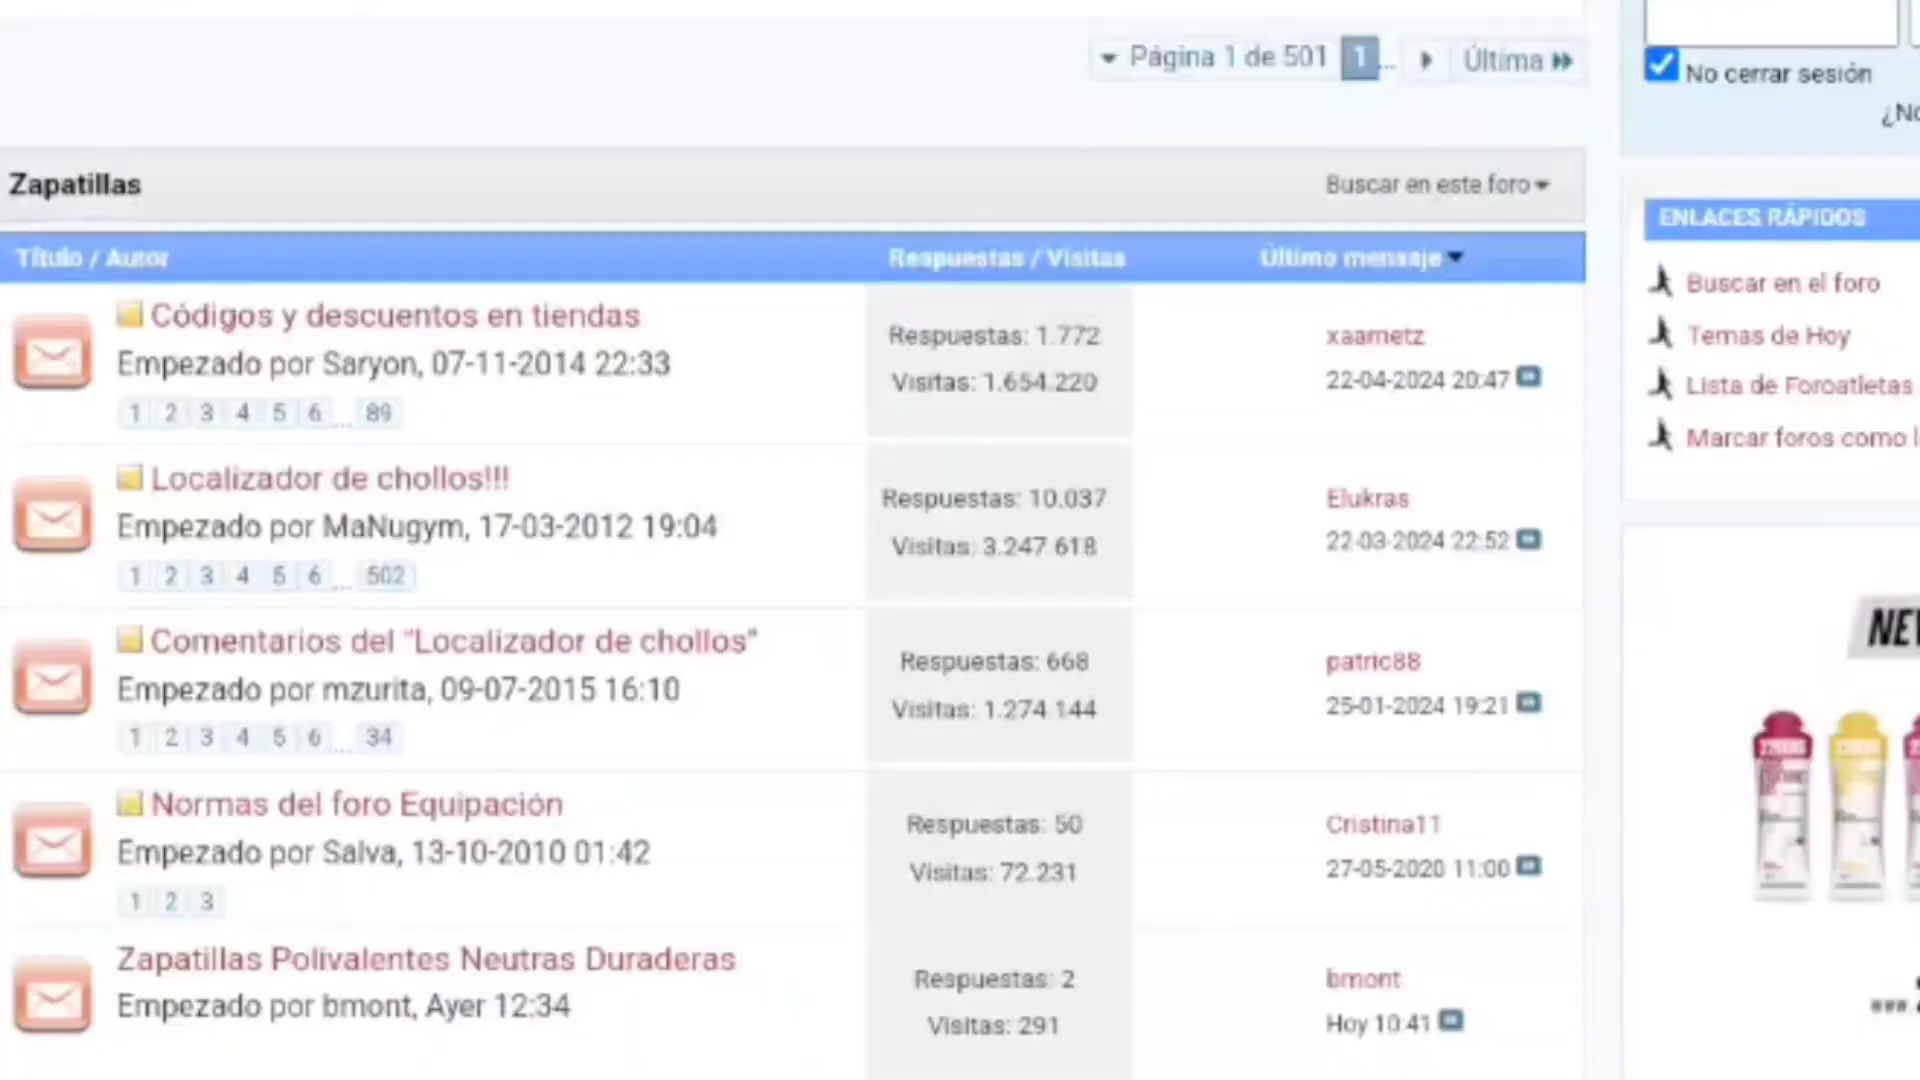 Página 1 de 501 1 ... Última
No cerrar sesión
Zapatillas
Buscar en este foro
Título / Autor Respuestas / Visitas Último mensaje
Códigos y descuentos en tiendas
Empezado por Saryon, 07-11-2014 22:33
1 2 3 4 5 6 ... 89
Respuestas: 1.772
Visitas: 1.654.220
xaametz
22-04-2024 20:47
Localizador de chollos!!!
Empezado por MaNugym, 17-03-2012 19:04
1 2 3 4 5 6 ... 502
Respuestas: 10.037
Visitas: 3.247.618
Elukras
22-03-2024 22:52
Comentarios del "Localizador de chollos"
Empezado por mzurita, 09-07-2015 16:10
1 2 3 4 5 6 ... 34
Respuestas: 668
Visitas: 1.274.144
patric88
25-01-2024 19:21
Normas del foro Equipación
Empezado por Salva, 13-10-2010 01:42
1 2 3
Respuestas: 50
Visitas: 72.231
Cristina11
27-05-2020 11:00
Zapatillas Polivalentes Neutras Duraderas
Empezado por bmont, Ayer 12:34
Respuestas: 2
Visitas: 291
bmont
Hoy 10:41
ENLACES RÁPIDOS
Buscar en el foro
Temas de Hoy
Lista de Foroatletas
Marcar foros como